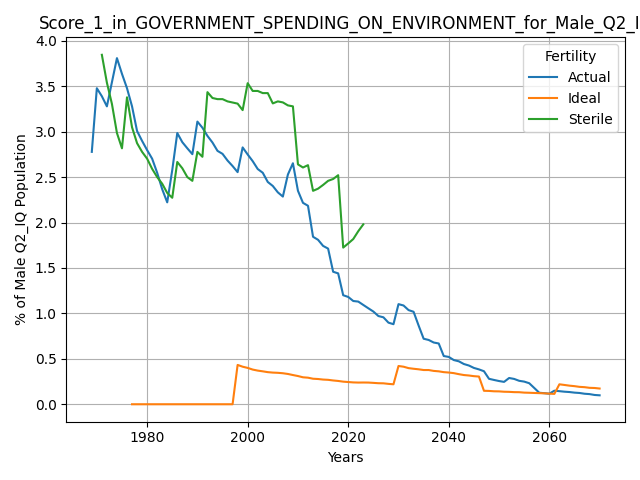 Score_1_in_GOVERNMENT_SPENDING_ON_ENVIRONMENT_for_Male_Q2_I
Fertility
Actual
Ideal
Sterile
% of Male Q2_IQ Population
4.0
3.5
3.0
2.5
2.0
1.5
1.0
0.5
0.0
1980 2000 2020 2040 2060
Years